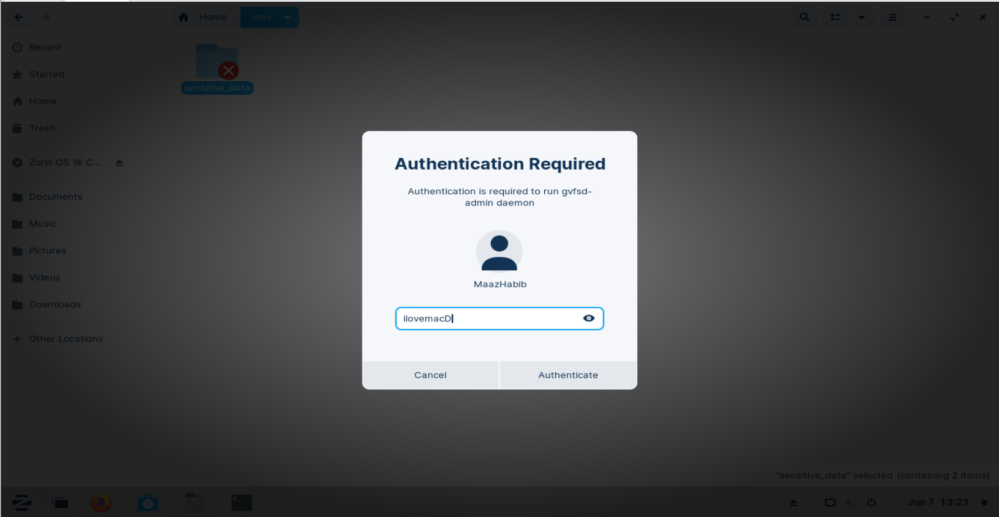 Home
cms
Recent
Starred
Home
Trash
Zorin OS 16 C...
Documents
Music
Pictures
Videos
Downloads
Other Locations
sensitive_data
Authentication Required
Authentication is required to run gvfsd-
admin daemon
MaazHabib
ilovemacD
Cancel
Authenticate
“sensitive_data” selected (containing 2 items)
$_
Jun 7 13:23